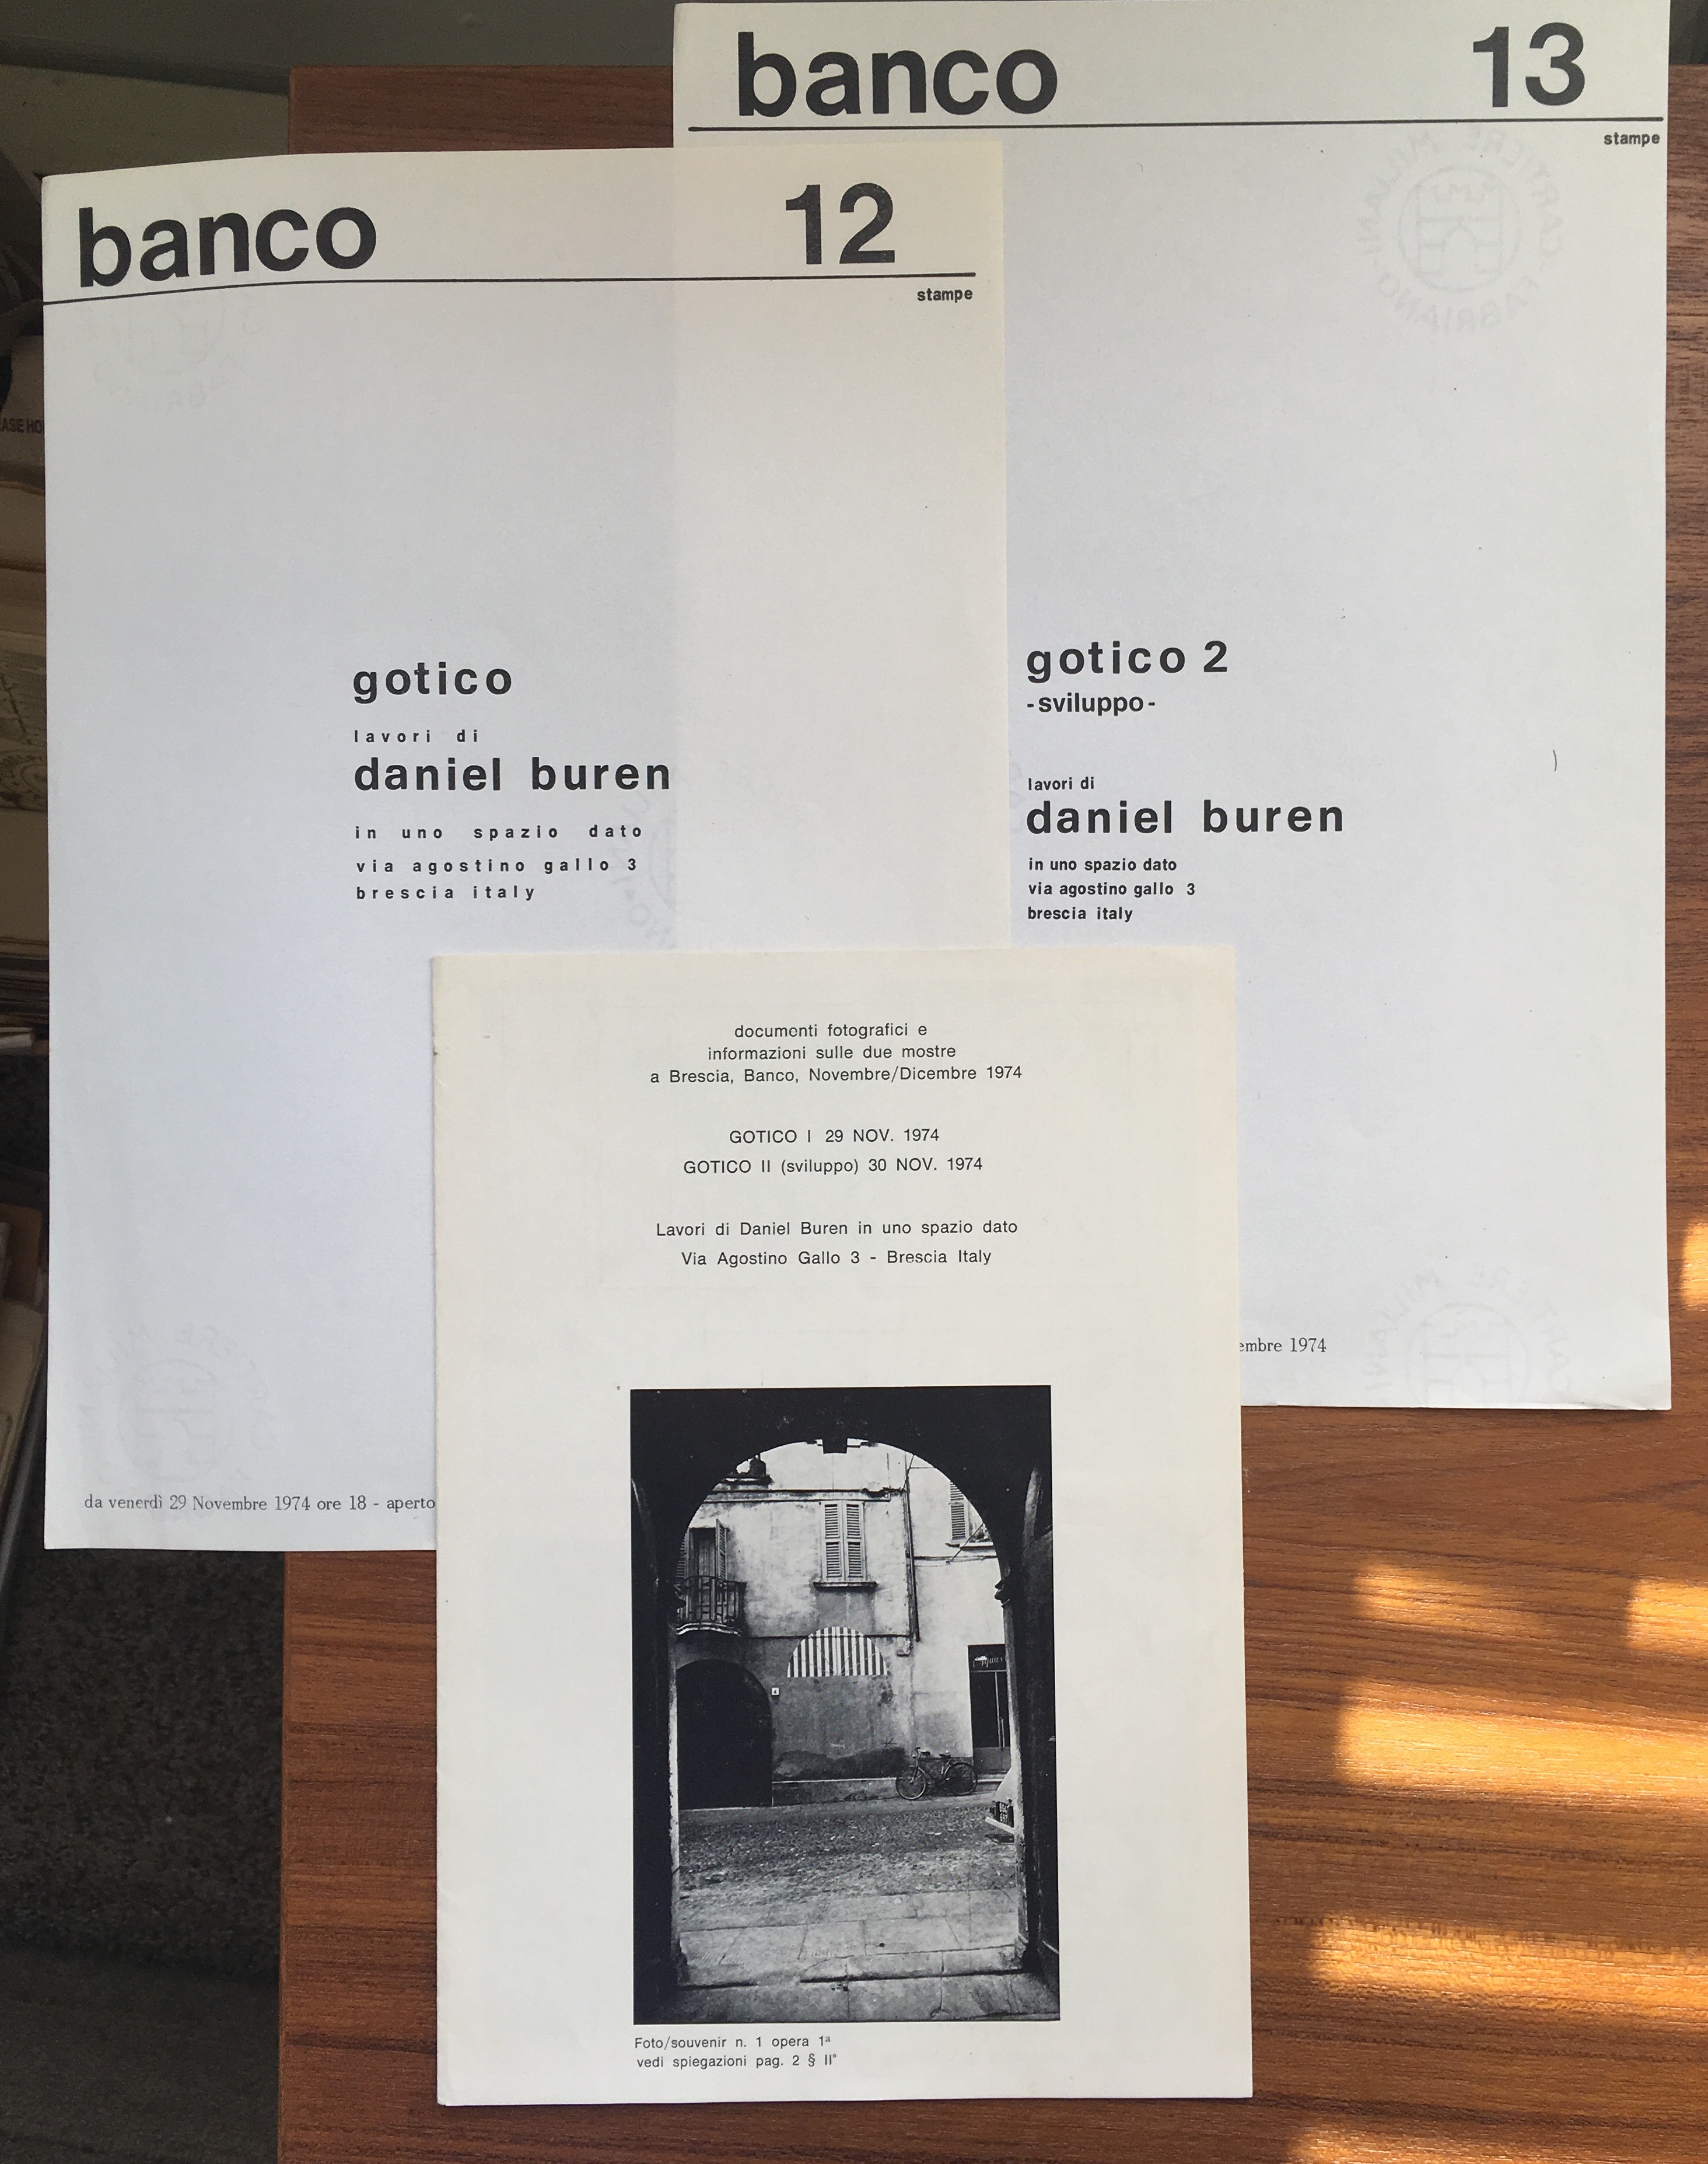 banco 13
stampe
banco 12
stampe
gotico
lavori di
daniel buren
in uno spazio dato
via agostino gallo 3
brescia italy
da venerdì 29 Novembre 1974 ore 18 - aperto
gotico 2
-sviluppo-
lavori di
daniel buren
in uno spazio dato
via agostino gallo 3
brescia italy
embre 1974
documenti fotografici e
informazioni sulle due mostre
a Brescia, Banco, Novembre/Dicembre 1974
GOTICO I 29 NOV. 1974
GOTICO II (sviluppo) 30 NOV. 1974
Lavori di Daniel Buren in uno spazio dato
Via Agostino Gallo 3 - Brescia Italy
Foto/souvenir n. 1 opera 1ª
vedi spiegazioni pag. 2 § II°